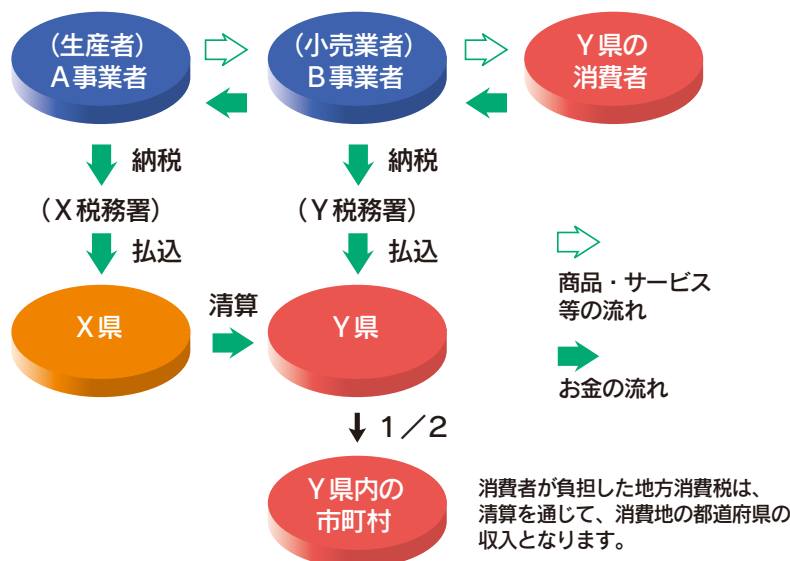 （生産者）
A事業者
（小売業者）
B事業者
Y県の
消費者
納税
納税
（X税務署）
（Y税務署）
払込
払込
商品・サービス
等の流れ
X県
清算
Y県
お金の流れ
1／2
Y県内の
市町村
消費者が負担した地方消費税は、
清算を通じて、消費地の都道府県の
収入となります。